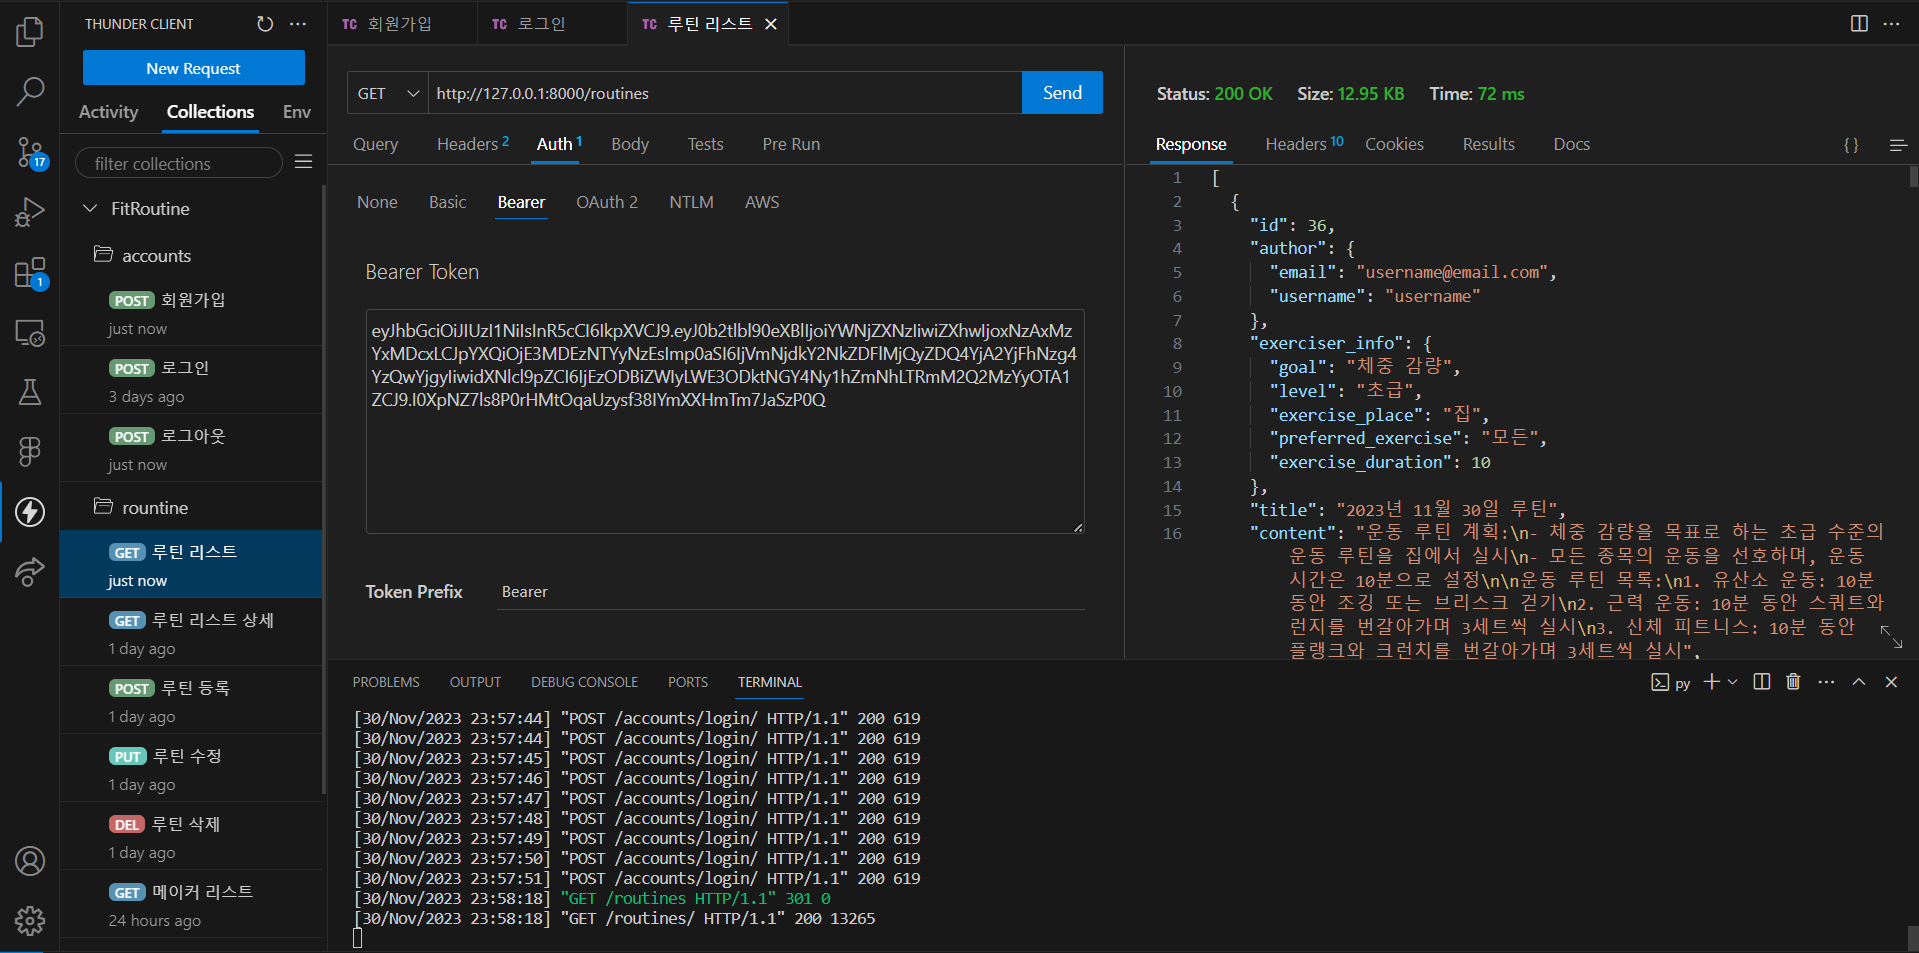 THUNDER CLIENT
New Request
Activity
Collections
Env
filter collections
FitRoutine
accounts
POST 회원가입
just now
POST 로그인
3 days ago
POST 로그아웃
just now
rountine
GET 루틴 리스트
just now
GET 루틴 리스트 상세
1 day ago
POST 루틴 등록
1 day ago
PUT 루틴 수정
1 day ago
DEL 루틴 삭제
1 day ago
GET 메이커 리스트
24 hours ago
17
1
TC 회원가입
TC 로그인
TC 루틴 리스트
GET
http://127.0.0.1:8000/routines
Send
Query
Headers 2
Auth 1
Body
Tests
Pre Run
None
Basic
Bearer
OAuth 2
NTLM
AWS
Bearer Token
Token Prefix
Bearer
Status: 200 OK
Size: 12.95 KB
Time: 72 ms
Response
Headers 10
Cookies
Results
Docs
{ }
1 [
2 {
3 "id": 36,
4 "author": {
5 "email": "username@email.com",
6 "username": "username"
7 },
8 "exerciser_info": {
9 "goal": "체중 감량",
10 "level": "초급",
11 "exercise_place": "집",
12 "preferred_exercise": "모든",
13 "exercise_duration": 10
14 },
15 "title": "2023년 11월 30일 루틴",
16 "content": "운동 루틴 계획:\n- 체중 감량을 목표로 하는 초급 수준의
운동 루틴을 집에서 실시\n- 모든 종목의 운동을 선호하며, 운동
시간은 10분으로 설정\n\n운동 루틴 목록:\n1. 유산소 운동: 10분
동안 조깅 또는 브리스크 걷기\n2. 근력 운동: 10분 동안 스쿼트와
런지를 번갈아가며 3세트씩 실시\n3. 신체 피트니스: 10분 동안
플랭크와 크런치를 번갈아가며 3세트씩 실시",
PROBLEMS
OUTPUT
DEBUG CONSOLE
PORTS
TERMINAL
py
[30/Nov/2023 23:57:44] "POST /accounts/login/ HTTP/1.1" 200 619
[30/Nov/2023 23:57:44] "POST /accounts/login/ HTTP/1.1" 200 619
[30/Nov/2023 23:57:45] "POST /accounts/login/ HTTP/1.1" 200 619
[30/Nov/2023 23:57:46] "POST /accounts/login/ HTTP/1.1" 200 619
[30/Nov/2023 23:57:47] "POST /accounts/login/ HTTP/1.1" 200 619
[30/Nov/2023 23:57:48] "POST /accounts/login/ HTTP/1.1" 200 619
[30/Nov/2023 23:57:49] "POST /accounts/login/ HTTP/1.1" 200 619
[30/Nov/2023 23:57:50] "POST /accounts/login/ HTTP/1.1" 200 619
[30/Nov/2023 23:57:51] "POST /accounts/login/ HTTP/1.1" 200 619
[30/Nov/2023 23:58:18] "GET /routines HTTP/1.1" 301 0
[30/Nov/2023 23:58:18] "GET /routines/ HTTP/1.1" 200 13265